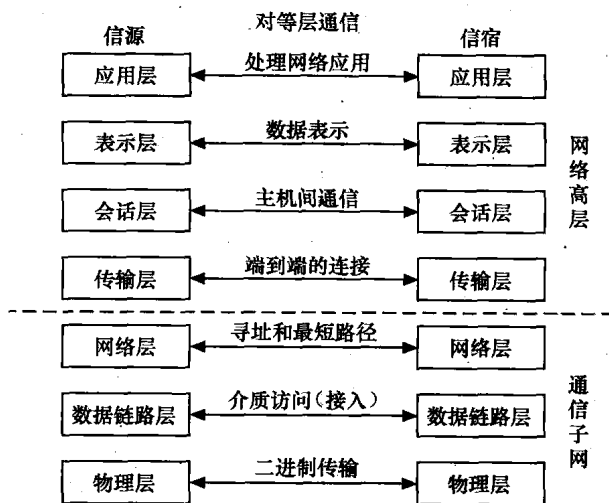 对等层通信
信源
信宿
应用层
处理网络应用
应用层
表示层
数据表示
表示层
会话层
主机间通信
会话层
传输层
端到端的连接
传输层
网络高层
网络层
寻址和最短路径
网络层
数据链路层
介质访问(接入)
数据链路层
物理层
二进制传输
物理层
通信子网